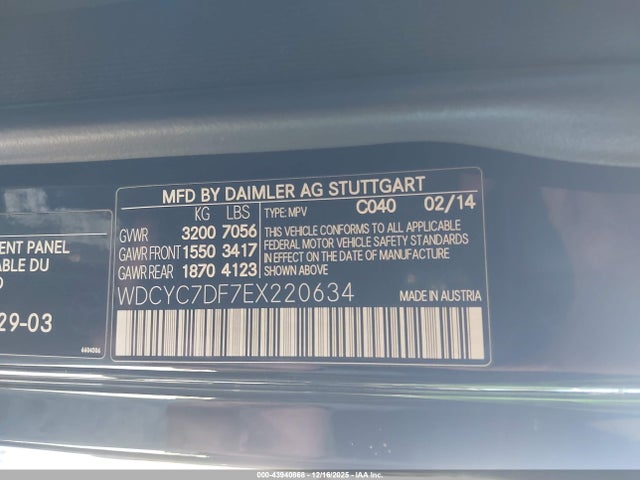 MFD BY DAIMLER AG STUTTGART
KG LBS
GVWR 3200 7056
GAWR FRONT 1550 3417
GAWR REAR 1870 4123
TYPE: MPV C040 02/14
THIS VEHICLE CONFORMS TO ALL APPLICABLE
FEDERAL MOTOR VEHICLE SAFETY STANDARDS
IN EFFECT ON THE DATE OF MANUFACTURE
SHOWN ABOVE
WDCYC7DF7EX220634 MADE IN AUSTRIA
ENT PANEL
ABLE DU
29-03
000-43940868 - 12/16/2025 - IAA Inc.